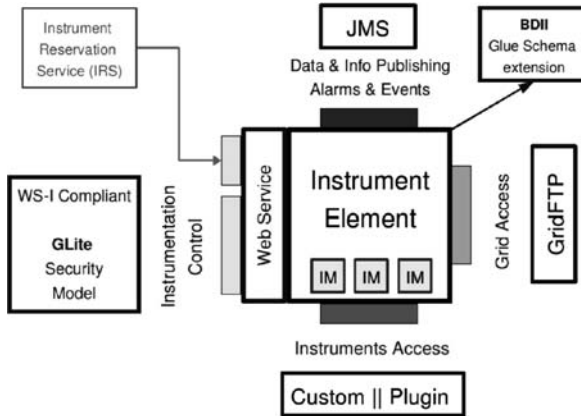 Instrument
Reservation
Service (IRS)
JMS
Data & Info Publishing
Alarms & Events
BDII
Glue Schema
extension
WS-I Compliant
GLite
Security
Model
Instrumentation
Control
Web Service
Instrument
Element
IM IM IM
Grid Access
GridFTP
Instruments Access
Custom || Plugin